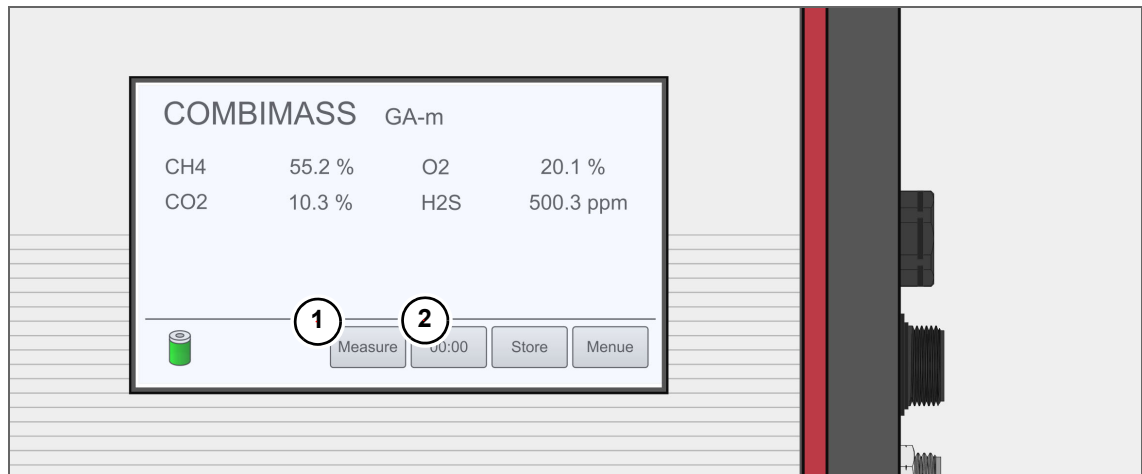 COMBIMASS GA-m
CH4 55.2 % O2 20.1 %
CO2 10.3 % H2S 500.3 ppm
1 2
Measure 00:00 Store Menue